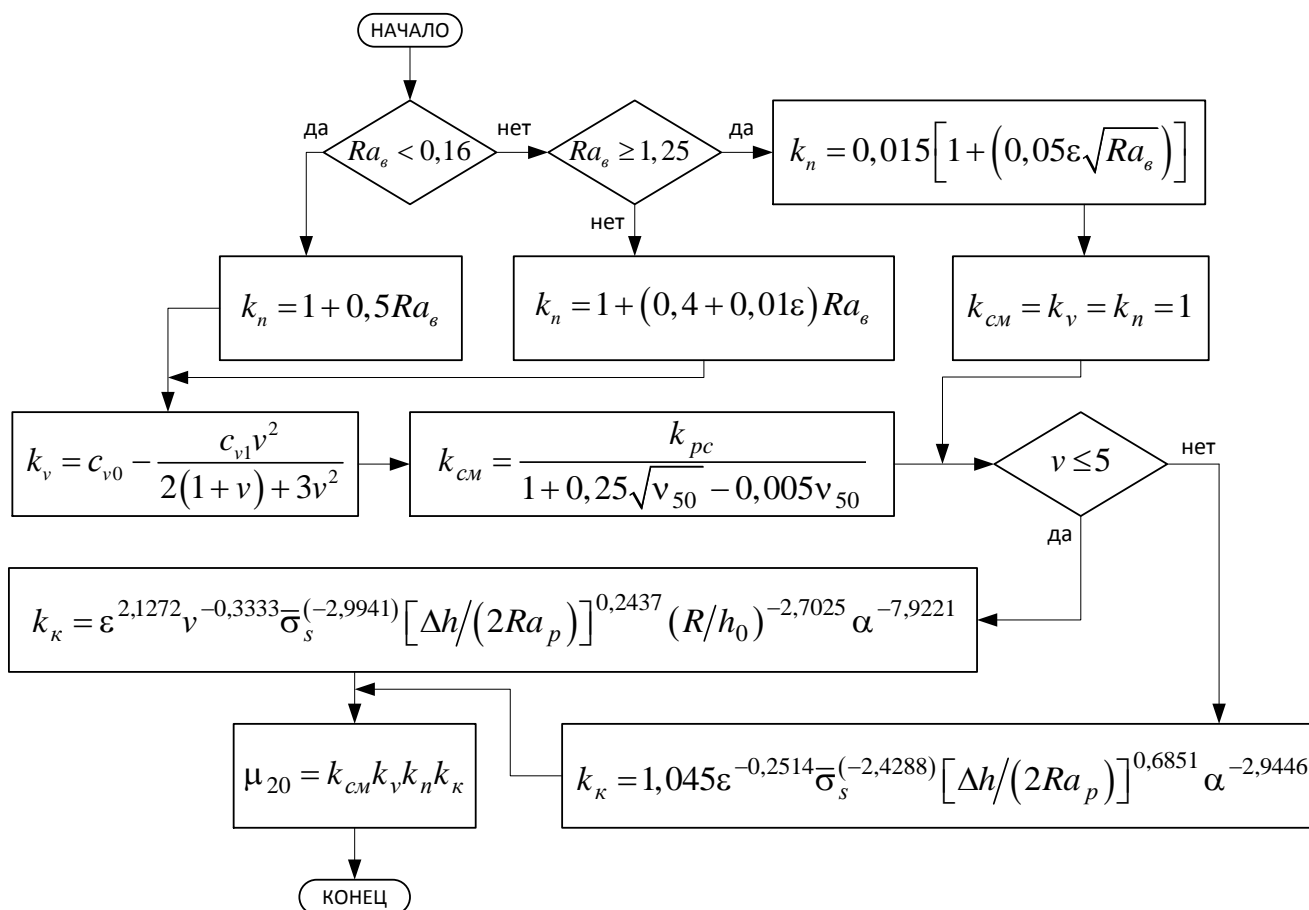 НАЧАЛО
да
Ra_в < 0,16
нет
Ra_в ≥ 1,25
да
k_n = 0,015[1 + (0,05ε√Ra_в)]
нет
k_n = 1 + 0,5Ra_в
k_n = 1 + (0,4 + 0,01ε)Ra_в
k_см = k_v = k_n = 1
k_v = c_v0 − c_v1 v^2 / (2(1 + v) + 3v^2)
k_см = k_pc / (1 + 0,25√ν_50 − 0,005ν_50)
v ≤ 5
нет
да
k_к = ε^2,1272 v^−0,3333 σ̅_s^(−2,9941) [Δh/(2Ra_p)]^0,2437 (R/h_0)^−2,7025 α^−7,9221
μ_20 = k_см k_v k_n k_к
k_к = 1,045ε^−0,2514 σ̅_s^(−2,4288) [Δh/(2Ra_p)]^0,6851 α^−2,9446
КОНЕЦ